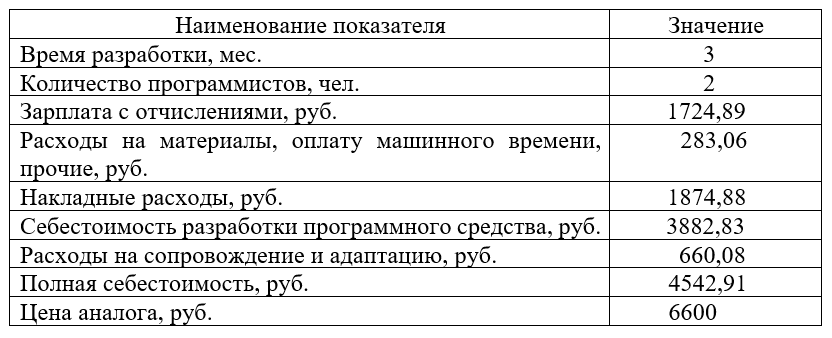 Наименование показателя Значение
Время разработки, мес. 3
Количество программистов, чел. 2
Зарплата с отчислениями, руб. 1724,89
Расходы на материалы, оплату машинного времени, 283,06
прочие, руб.
Накладные расходы, руб. 1874,88
Себестоимость разработки программного средства, руб. 3882,83
Расходы на сопровождение и адаптацию, руб. 660,08
Полная себестоимость, руб. 4542,91
Цена аналога, руб. 6600